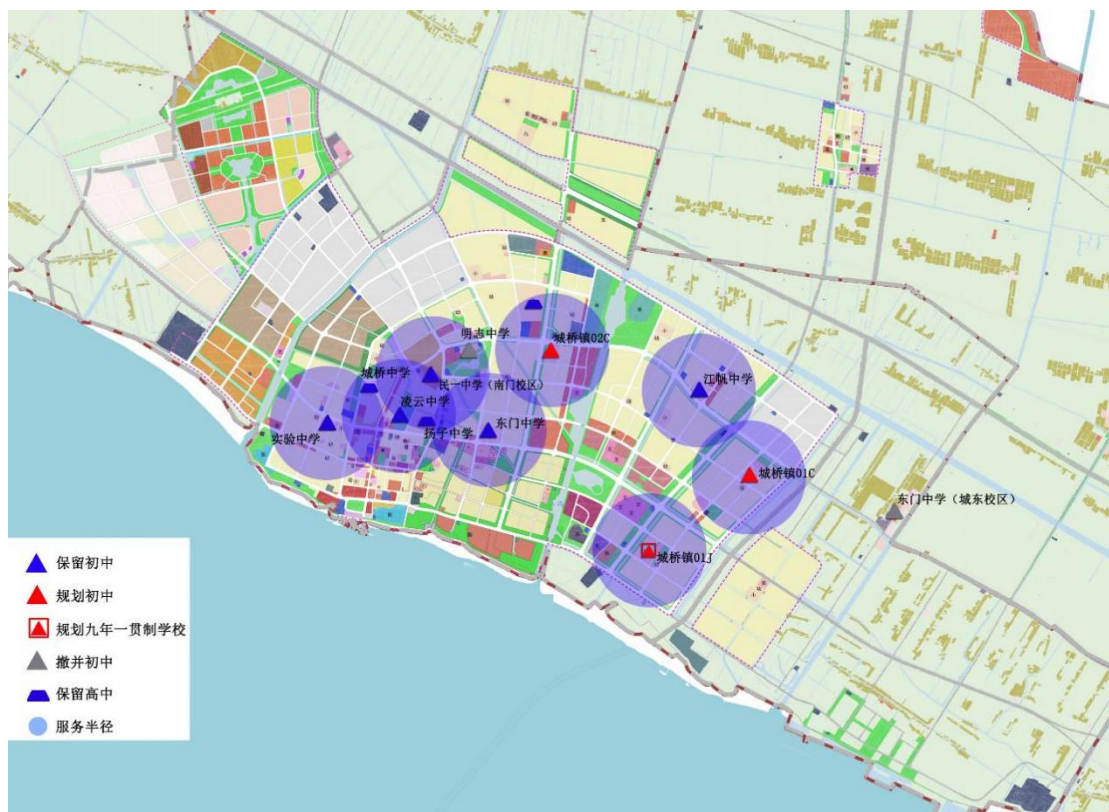 明志中学
城桥镇02C
城桥中学
民一中学（南门校区）
江帆中学
凌云中学
实验中学
扬子中学
东门中学
城桥镇01C
东门中学（城东校区）
城桥镇01J
保留初中
规划初中
规划九年一贯制学校
撤并初中
保留高中
服务半径